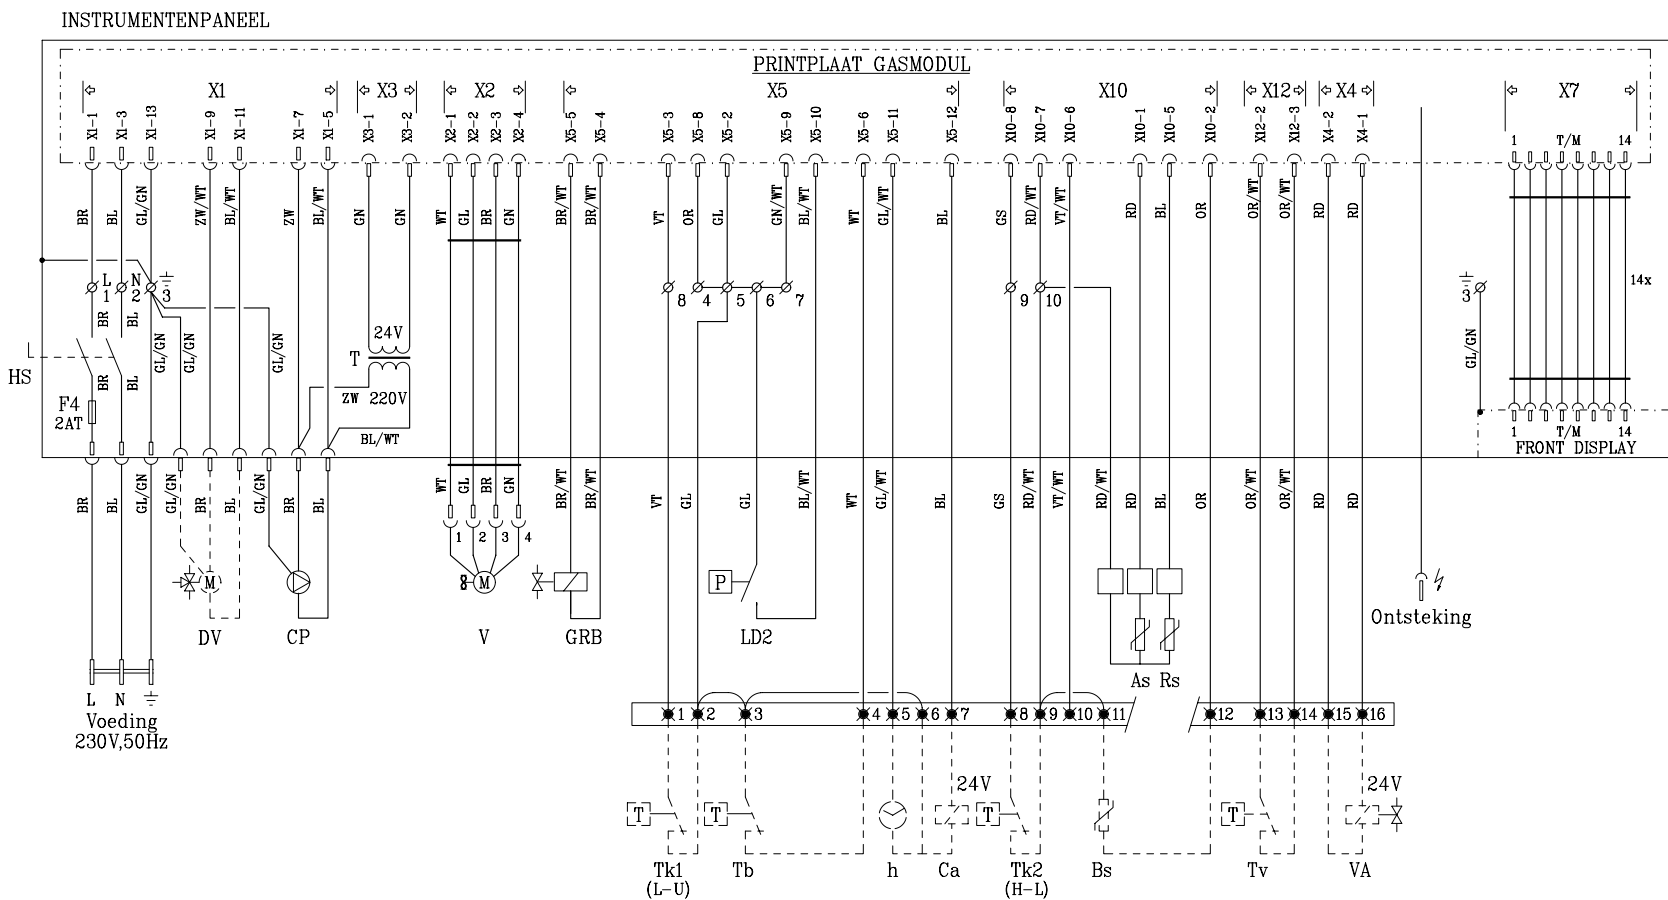 INSTRUMENTENPANEEL
PRINTPLAAT GASMODUL
X1 X3 X2 X5 X10 X12 X4 X7
X1-1 X1-3 X1-13 X1-9 X1-11 X1-7 X1-5 X3-1 X3-2 X2-1 X2-2 X2-3 X2-4 X5-5 X5-4 X5-3 X5-8 X5-2 X5-9 X5-10 X5-6 X5-11 X5-12 X10-8 X10-7 X10-6 X10-1 X10-5 X10-2 X12-2 X12-3 X4-2 X4-1
1 T/M 14
BR BL GL/GN ZW/WT BL/WT ZW BL/WT GN GN WT GL BR GN BR/WT BR/WT VT OR GL GN/WT BL/WT WT GL/WT BL GS RD/WT VT/WT RD BL OR OR/WT OR/WT RD RD
L N
1 2 3 8 4 5 6 7 9 10 3
14x
BR BL GL/GN GL/GN GL/GN GL/GN
24V
T
HS
BR BL
220V
ZW
F4
2AT
BL/WT
1 T/M 14
FRONT DISPLAY
BR BL GL/GN GL/GN BR BL GL/GN BR BL WT GL BR GN BR/WT BR/WT VT GL GL BL/WT WT GL/WT BL GS RD/WT VT/WT RD/WT RD BL OR OR/WT OR/WT RD RD
1 2 3 4
M M P
Ontsteking
DV CP V GRB LD2
As Rs
L N
Voeding
230V,50Hz
1 2 3 4 5 6 7 8 9 10 11 12 13 14 15 16
24V 24V
T T T T
Tk1 Tb h Ca Tk2 Bs Tv VA
(L-U) (H-L)